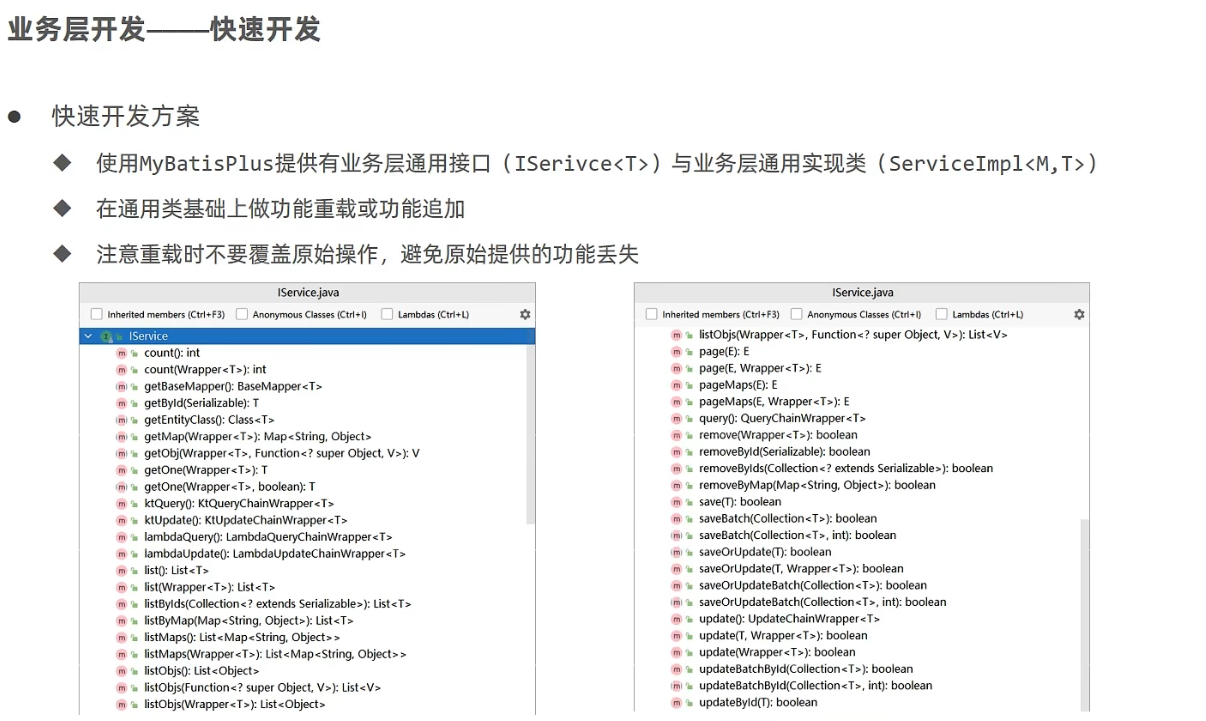 业务层开发——快速开发
● 快速开发方案
◆ 使用MyBatisPlus提供有业务层通用接口（ISerivce<T>）与业务层通用实现类（ServiceImpl<M,T>）
◆ 在通用类基础上做功能重载或功能追加
◆ 注意重载时不要覆盖原始操作，避免原始提供的功能丢失
IService.java
Inherited members (Ctrl+F3) Anonymous Classes (Ctrl+I) Lambdas (Ctrl+L)
IService
count(): int
count(Wrapper<T>): int
getBaseMapper(): BaseMapper<T>
getById(Serializable): T
getEntityClass(): Class<T>
getMap(Wrapper<T>): Map<String, Object>
getObj(Wrapper<T>, Function<? super Object, V>): V
getOne(Wrapper<T>): T
getOne(Wrapper<T>, boolean): T
ktQuery(): KtQueryChainWrapper<T>
ktUpdate(): KtUpdateChainWrapper<T>
lambdaQuery(): LambdaQueryChainWrapper<T>
lambdaUpdate(): LambdaUpdateChainWrapper<T>
list(): List<T>
list(Wrapper<T>): List<T>
listByIds(Collection<? extends Serializable>): List<T>
listByMap(Map<String, Object>): List<T>
listMaps(): List<Map<String, Object>>
listMaps(Wrapper<T>): List<Map<String, Object>>
listObjs(): List<Object>
listObjs(Function<? super Object, V>): List<V>
listObjs(Wrapper<T>): List<Object>
IService.java
Inherited members (Ctrl+F3) Anonymous Classes (Ctrl+I) Lambdas (Ctrl+L)
listObjs(Wrapper<T>, Function<? super Object, V>): List<V>
page(E): E
page(E, Wrapper<T>): E
pageMaps(E): E
pageMaps(E, Wrapper<T>): E
query(): QueryChainWrapper<T>
remove(Wrapper<T>): boolean
removeById(Serializable): boolean
removeByIds(Collection<? extends Serializable>): boolean
removeByMap(Map<String, Object>): boolean
save(T): boolean
saveBatch(Collection<T>): boolean
saveBatch(Collection<T>, int): boolean
saveOrUpdate(T): boolean
saveOrUpdate(T, Wrapper<T>): boolean
saveOrUpdateBatch(Collection<T>): boolean
saveOrUpdateBatch(Collection<T>, int): boolean
update(): UpdateChainWrapper<T>
update(T, Wrapper<T>): boolean
update(Wrapper<T>): boolean
updateBatchById(Collection<T>): boolean
updateBatchById(Collection<T>, int): boolean
updateById(T): boolean